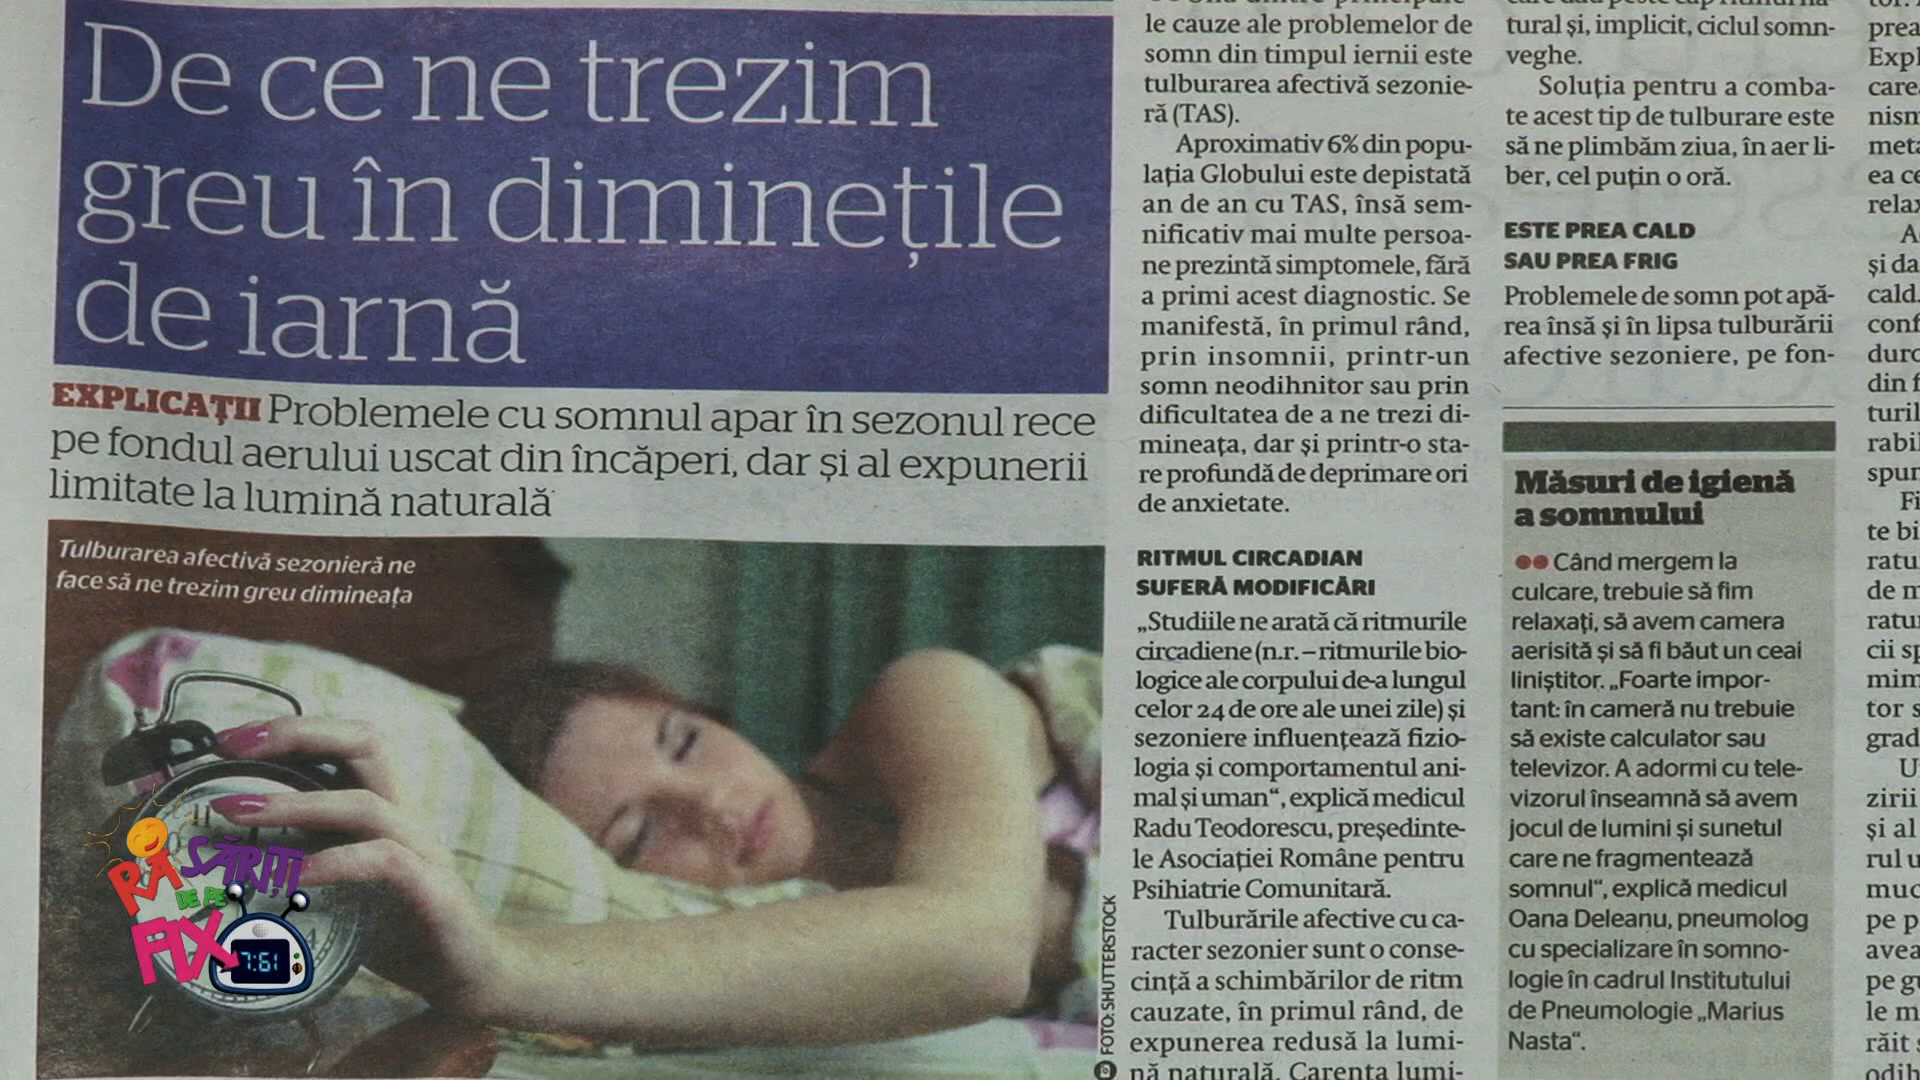 De ce ne trezim
greu în diminețile
de iarnă
EXPLICAȚII Problemele cu somnul apar în sezonul rece
pe fondul aerului uscat din încăperi, dar și al expunerii
limitate la lumină naturală
Tulburarea afectivă sezonieră ne
face să ne trezim greu dimineața
RĂSĂRIȚI
DE PE
FIX
7:61
FOTO: SHUTTERSTOCK
le cauze ale problemelor de
somn din timpul iernii este
tulburarea afectivă sezonie-
ră (TAS).
Aproximativ 6% din popu-
lația Globului este depistată
an de an cu TAS, însă sem-
nificativ mai multe persoa-
ne prezintă simptomele, fără
a primi acest diagnostic. Se
manifestă, în primul rând,
prin insomnii, printr-un
somn neodihnitor sau prin
dificultatea de a ne trezi di-
mineața, dar și printr-o sta-
re profundă de deprimare ori
de anxietate.
RITMUL CIRCADIAN
SUFERĂ MODIFICĂRI
„Studiile ne arată că ritmurile
circadiene (n.r. – ritmurile bio-
logice ale corpului de-a lungul
celor 24 de ore ale unei zile) și
sezoniere influențează fizio-
logia și comportamentul ani-
mal și uman“, explică medicul
Radu Teodorescu, președinte-
le Asociației Române pentru
Psihiatrie Comunitară.
Tulburările afective cu ca-
racter sezonier sunt o conse-
cință a schimbărilor de ritm
cauzate, în primul rând, de
expunerea redusă la lumi-
nă naturală. Carența lumi-
tural și, implicit, ciclul somn-
veghe.
Soluția pentru a comba-
te acest tip de tulburare este
să ne plimbăm ziua, în aer li-
ber, cel puțin o oră.
ESTE PREA CALD
SAU PREA FRIG
Problemele de somn pot apă-
rea însă și în lipsa tulburării
afective sezoniere, pe fon-
Măsuri de igienă
a somnului
Când mergem la
culcare, trebuie să fim
relaxați, să avem camera
aerisită și să fi băut un ceai
liniștitor. „Foarte impor-
tant: în cameră nu trebuie
să existe calculator sau
televizor. A adormi cu tele-
vizorul înseamnă să avem
jocul de lumini și sunetul
care ne fragmentează
somnul“, explică medicul
Oana Deleanu, pneumolog
cu specializare în somno-
logie în cadrul Institutului
de Pneumologie „Marius
Nasta“.